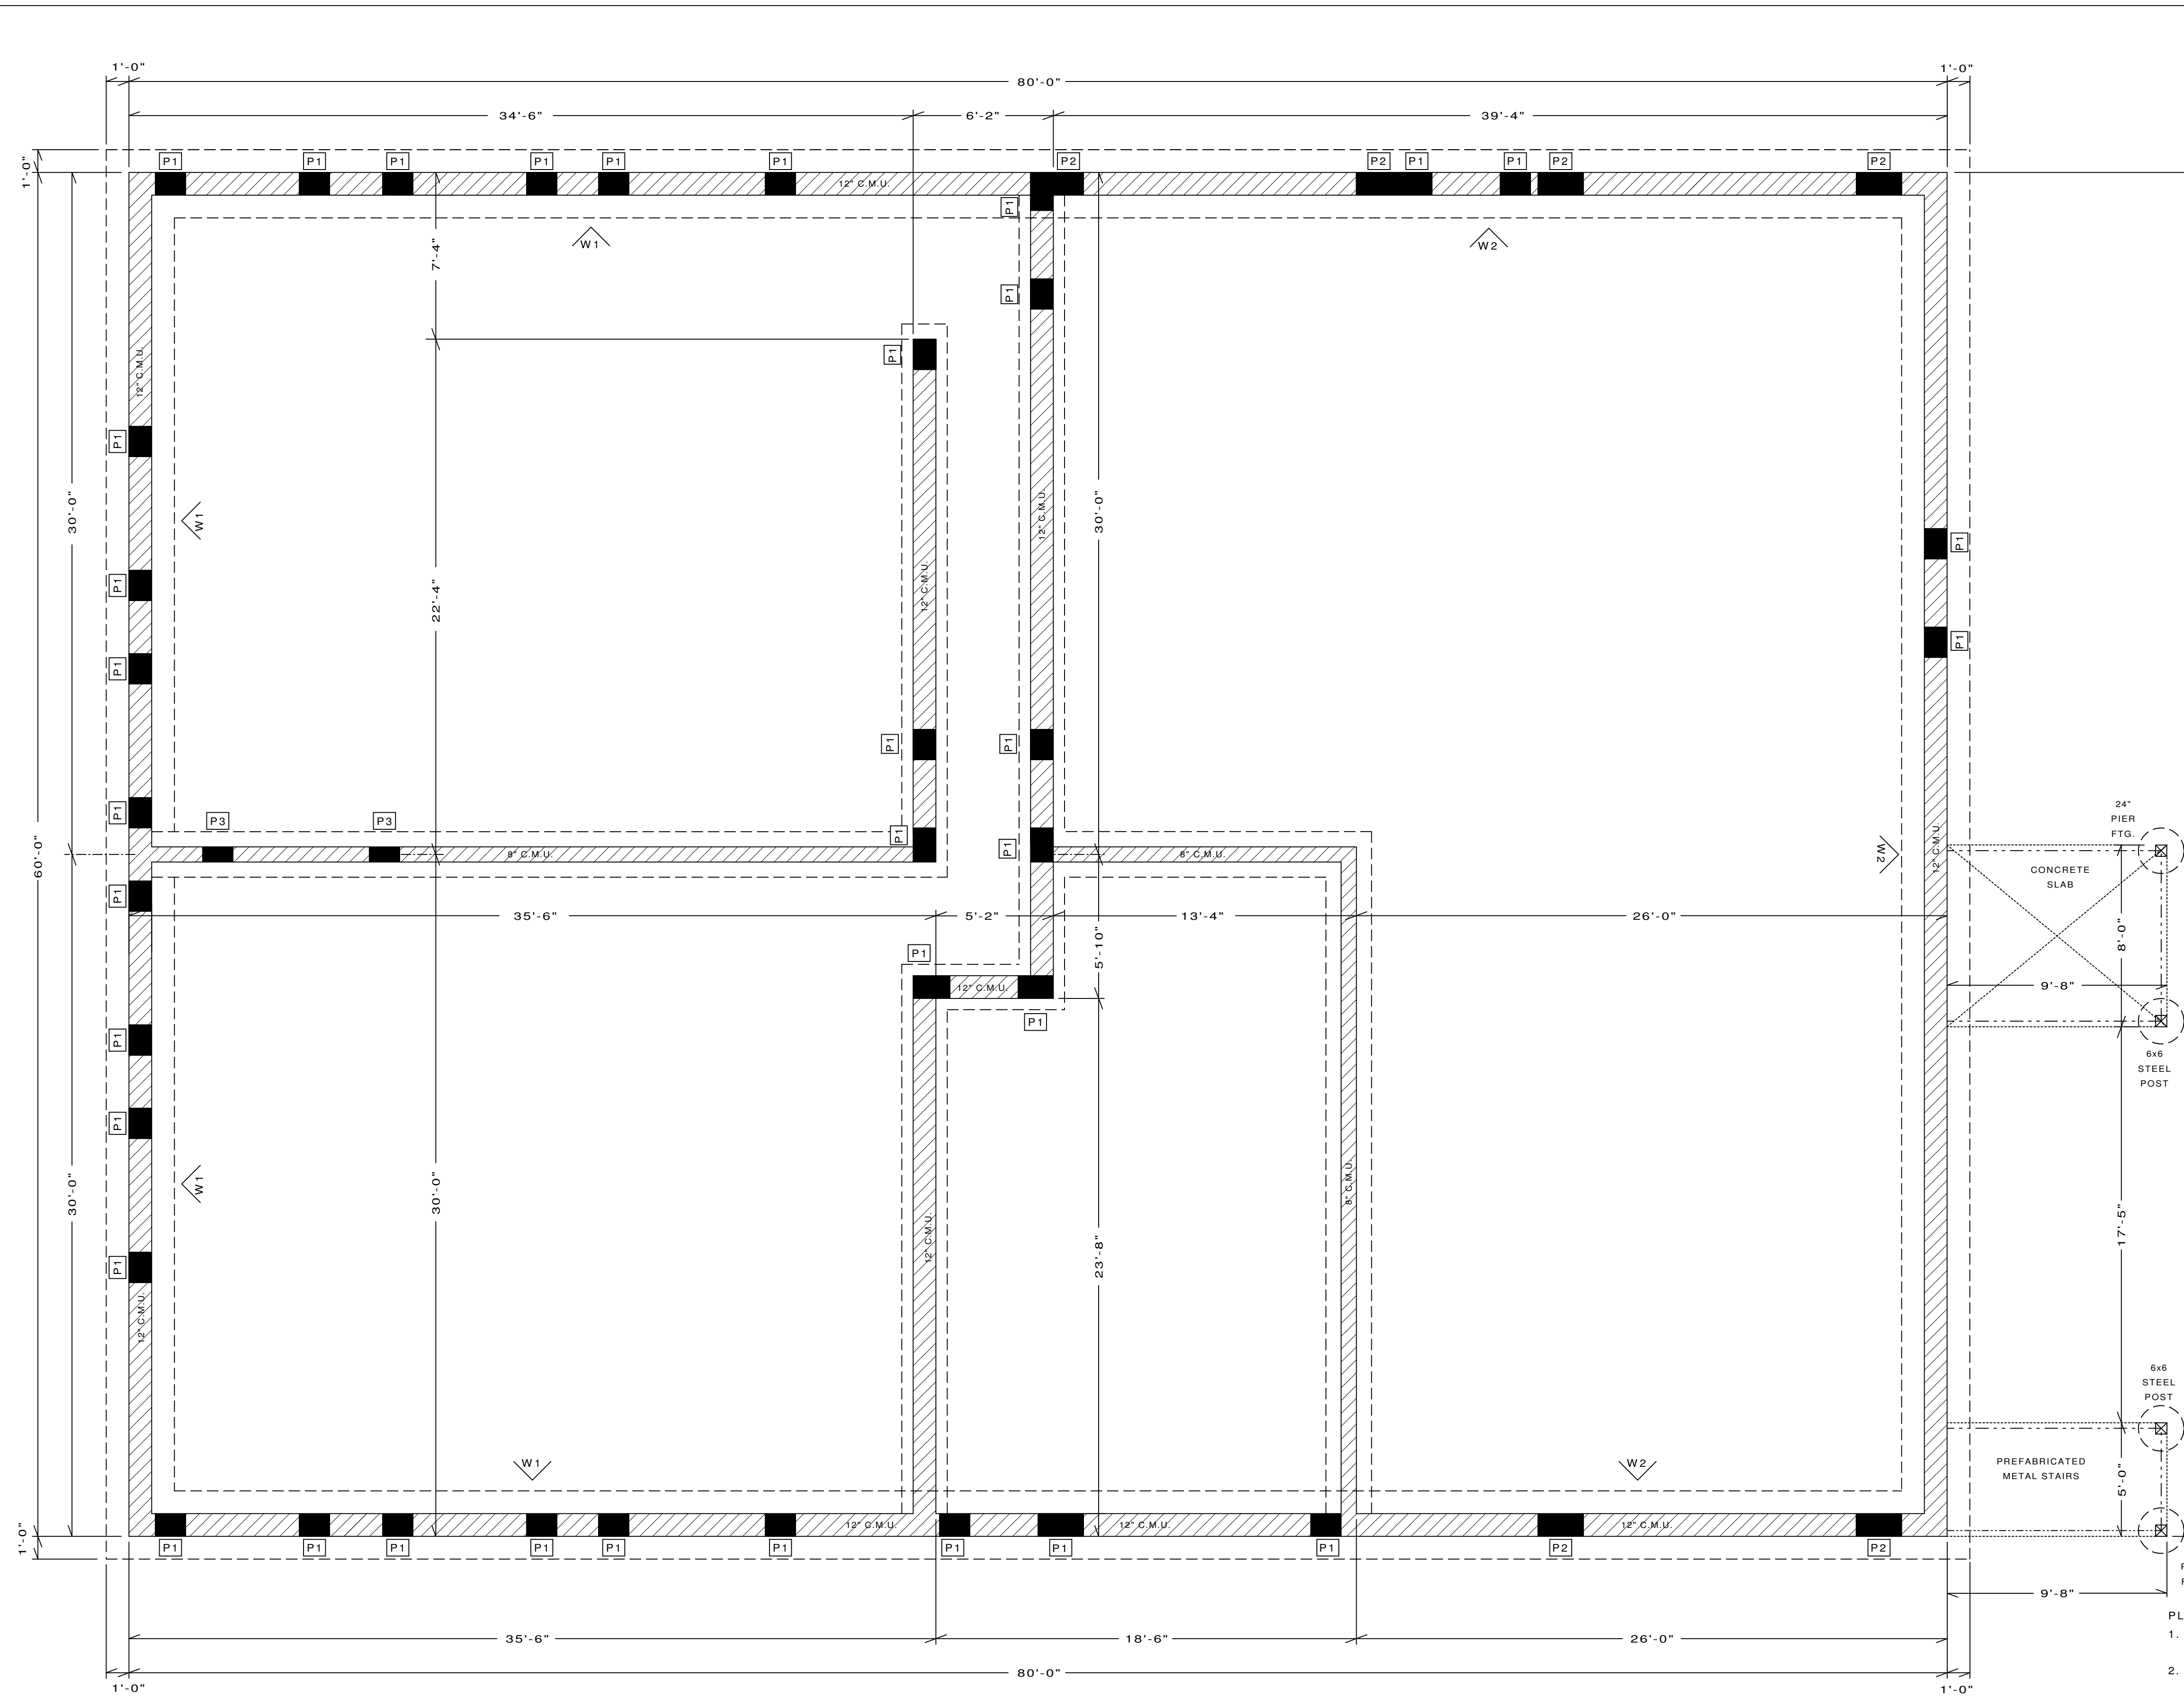 1'-0"
80'-0"
1'-0"
34'-6"
6'-2"
39'-4"
1'-0"
P1
P1
P1
P1
P1
P1
P2
P2
P1
P1
P2
P2
12" C.M.U.
P1
W1
W2
7'-4"
P1
P1
12" C.M.U.
P1
30'-0"
W1
12" C.M.U.
30'-0"
P1
P1
22'-4"
12" C.M.U.
P1
P1
P1
P1
P1
24"
PIER
FTG.
P1
P3
P3
P1
P1
60'-0"
8" C.M.U.
8" C.M.U.
W2
12" C.M.U.
CONCRETE
SLAB
P1
35'-6"
5'-2"
13'-4"
26'-0"
5'-10"
8'-0"
P1
12" C.M.U.
9'-8"
P1
P1
6x6
STEEL
POST
P1
W1
30'-0"
30'-0"
8" C.M.U.
12" C.M.U.
23'-8"
17'-5"
P1
12" C.M.U.
6x6
STEEL
POST
W1
W2
PREFABRICATED
METAL STAIRS
5'-0"
12" C.M.U.
12" C.M.U.
12" C.M.U.
1'-0"
P1
P1
P1
P1
P1
P1
P1
P1
P1
P2
P2
9'-8"
PL
1.
35'-6"
18'-6"
26'-0"
2.
80'-0"
1'-0"
1'-0"